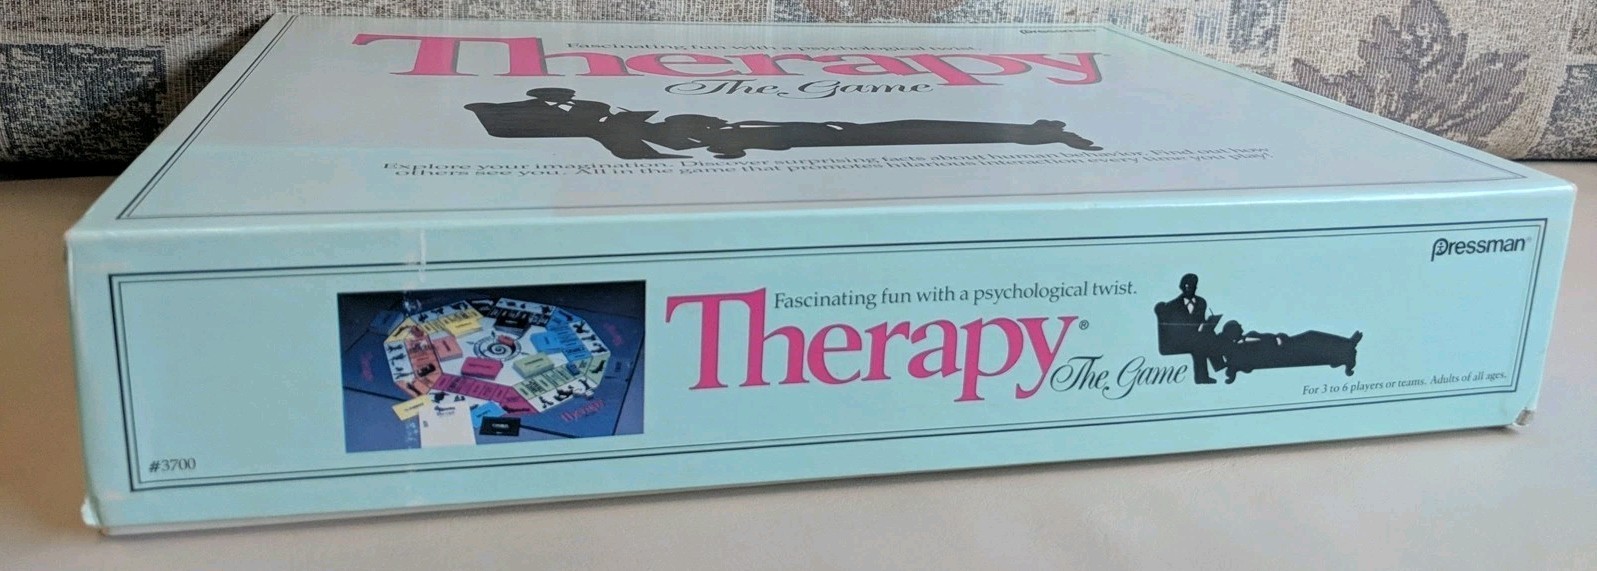 Pressman
Fascinating fun with a psychological twist.
Therapy
The Game
Explore your imagination. Discover surprising facts about human behavior. Find out how
others see you. All in the game that promotes hilarious interaction every time you play!
Pressman®
Fascinating fun with a psychological twist.
Therapy®
The Game
For 3 to 6 players or teams. Adults of all ages.
#3700
Therapy